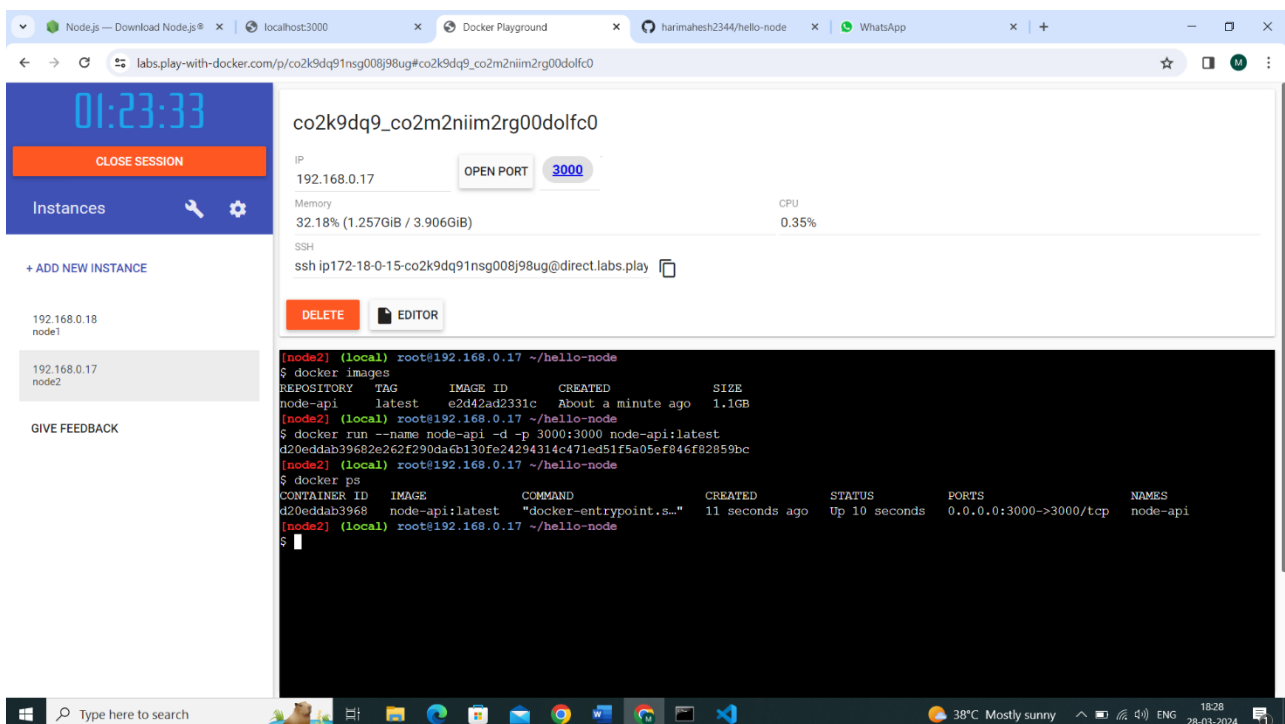 Node.js — Download Node.js®
localhost:3000
Docker Playground
harimahesh2344/hello-node
WhatsApp
labs.play-with-docker.com/p/co2k9dq91nsg008j98ug#co2k9dq9_co2m2niim2rg00dolfc0
M
01:23:33
CLOSE SESSION
Instances
+ ADD NEW INSTANCE
192.168.0.18
node1
192.168.0.17
node2
GIVE FEEDBACK
co2k9dq9_co2m2niim2rg00dolfc0
IP
192.168.0.17
OPEN PORT
3000
Memory
32.18% (1.257GiB / 3.906GiB)
CPU
0.35%
SSH
ssh ip172-18-0-15-co2k9dq91nsg008j98ug@direct.labs.play
DELETE
EDITOR
[node2] (local) root@192.168.0.17 ~/hello-node
$ docker images
REPOSITORY TAG IMAGE ID CREATED SIZE
node-api latest e2d42ad2331c About a minute ago 1.1GB
[node2] (local) root@192.168.0.17 ~/hello-node
$ docker run --name node-api -d -p 3000:3000 node-api:latest
d20eddab39682e262f290da6b130fe24294314c471ed51f5a05ef846f82859bc
[node2] (local) root@192.168.0.17 ~/hello-node
$ docker ps
CONTAINER ID IMAGE COMMAND CREATED STATUS PORTS NAMES
d20eddab3968 node-api:latest "docker-entrypoint.s…" 11 seconds ago Up 10 seconds 0.0.0.0:3000->3000/tcp node-api
[node2] (local) root@192.168.0.17 ~/hello-node
$
Type here to search
38°C Mostly sunny
ENG
18:28
28-03-2024